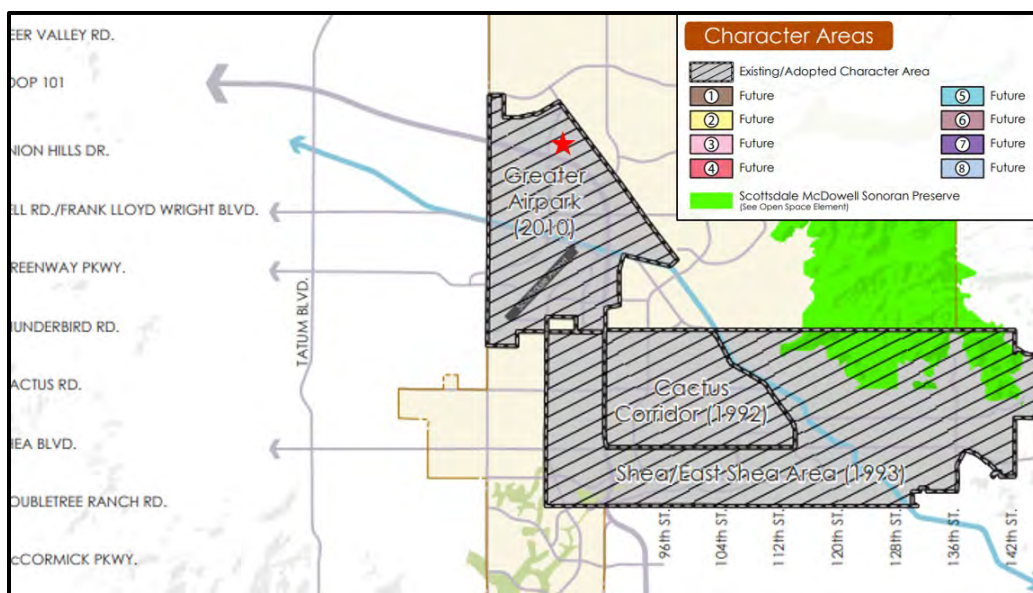 EER VALLEY RD.
OOP 101
NION HILLS DR.
ELL RD./FRANK LLOYD WRIGHT BLVD.
REENWAY PKWY.
HUNDERBIRD RD.
ACTUS RD.
HEA BLVD.
OUBLETREE RANCH RD.
cCORMICK PKWY.
TATUM BLVD.
Greater
Airpark
(2010)
Cactus
Corridor (1992)
Shea/East Shea Area (1993)
96th ST.
104th ST.
112th ST.
120th ST.
128th ST.
136th ST.
142th ST.
Character Areas
Existing/Adopted Character Area
1 Future
2 Future
3 Future
4 Future
5 Future
6 Future
7 Future
8 Future
Scottsdale McDowell Sonoran Preserve
(See Open Space Element)